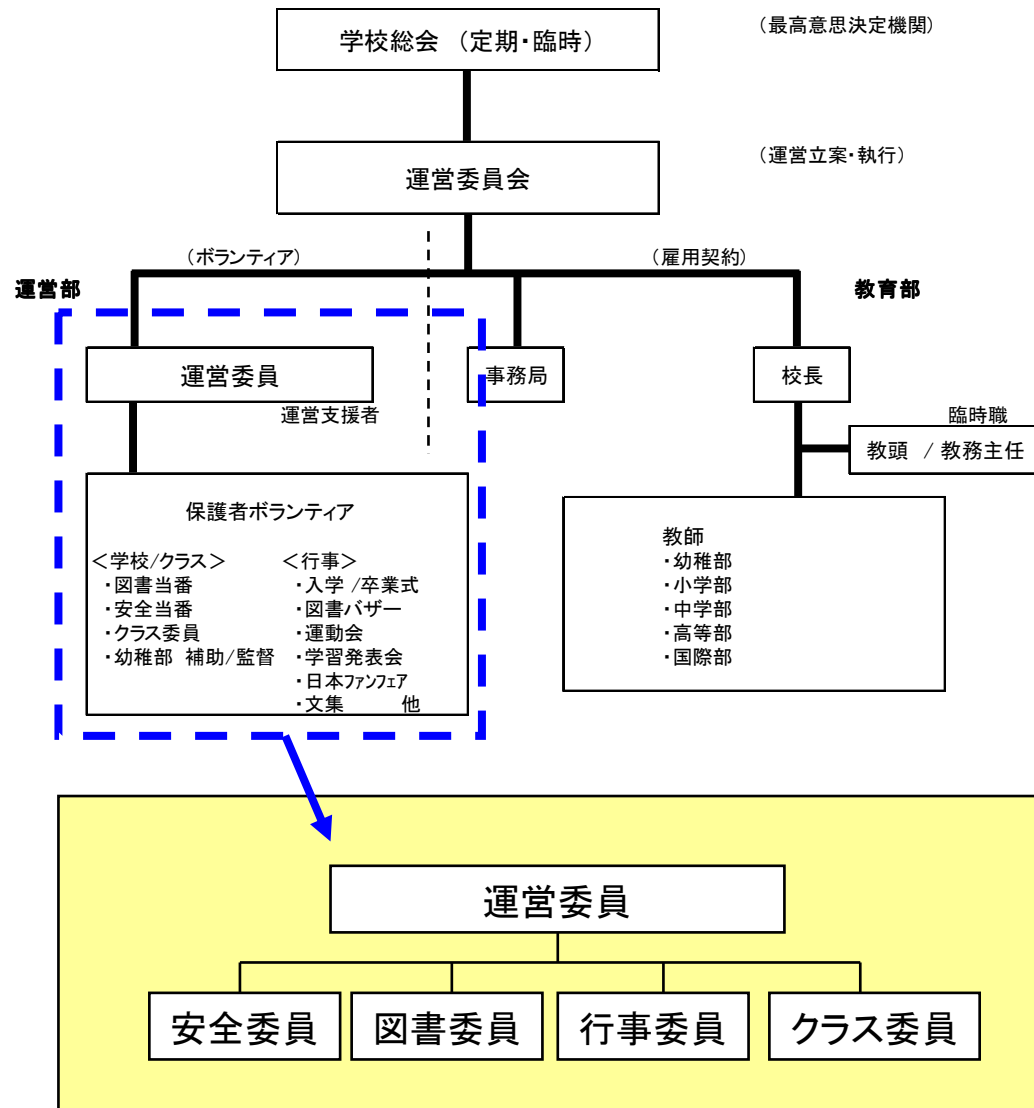 学校総会 （定期・臨時）
（最高意思決定機関）
運営委員会
（運営立案・執行）
（ボランティア）
（雇用契約）
運営部
教育部
運営委員
事務局
校長
運営支援者
臨時職
教頭 / 教務主任
保護者ボランティア
＜学校/クラス＞
・図書当番
・安全当番
・クラス委員
・幼稚部 補助/監督
＜行事＞
・入学 /卒業式
・図書バザー
・運動会
・学習発表会
・日本ﾌｧﾝﾌｪｱ
・文集 他
教師
・幼稚部
・小学部
・中学部
・高等部
・国際部
運営委員
安全委員
図書委員
行事委員
クラス委員